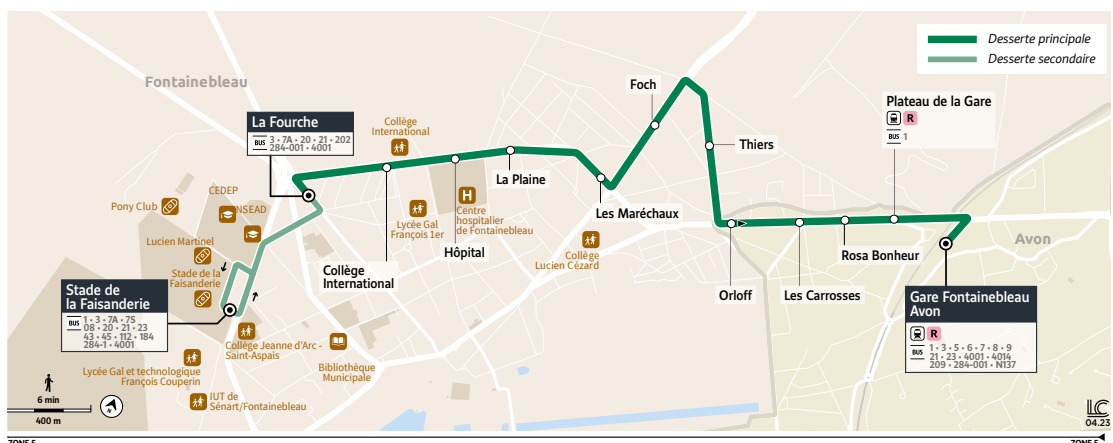 Desserte principale
Desserte secondaire
Fontainebleau
Foch
Plateau de la Gare
R
BUS 1
La Fourche
BUS 3 • 7A • 20 • 21 • 202
284-001 • 4001
Collège
International
Thiers
La Plaine
CEDEP
INSEAD
Pony Club
Lycée Gal
François 1er
H
Centre
hospitalier
de Fontainebleau
Les Maréchaux
Lucien Martinel
Collège
Lucien Cézard
Avon
Hôpital
Rosa Bonheur
Stade de la
Faisanderie
Collège
International
Stade de
la Faisanderie
BUS 1 • 3 • 7A • 7S
08 • 20 • 21 • 23
43 • 45 • 112 • 184
284-1 • 4001
Orloff
Les Carrosses
Gare Fontainebleau
Avon
R
BUS 1 • 3 • 5 • 6 • 7 • 8 • 9
21 • 23 • 4001 • 4014
209 • 284-001 • N137
Collège Jeanne d'Arc -
Saint-Aspais
Bibliothèque
Municipale
Lycée Gal et technologique
François Couperin
IUT de
Sénart/Fontainebleau
6 min
400 m
N
LC
04.23
ZONE 5
ZONE 5